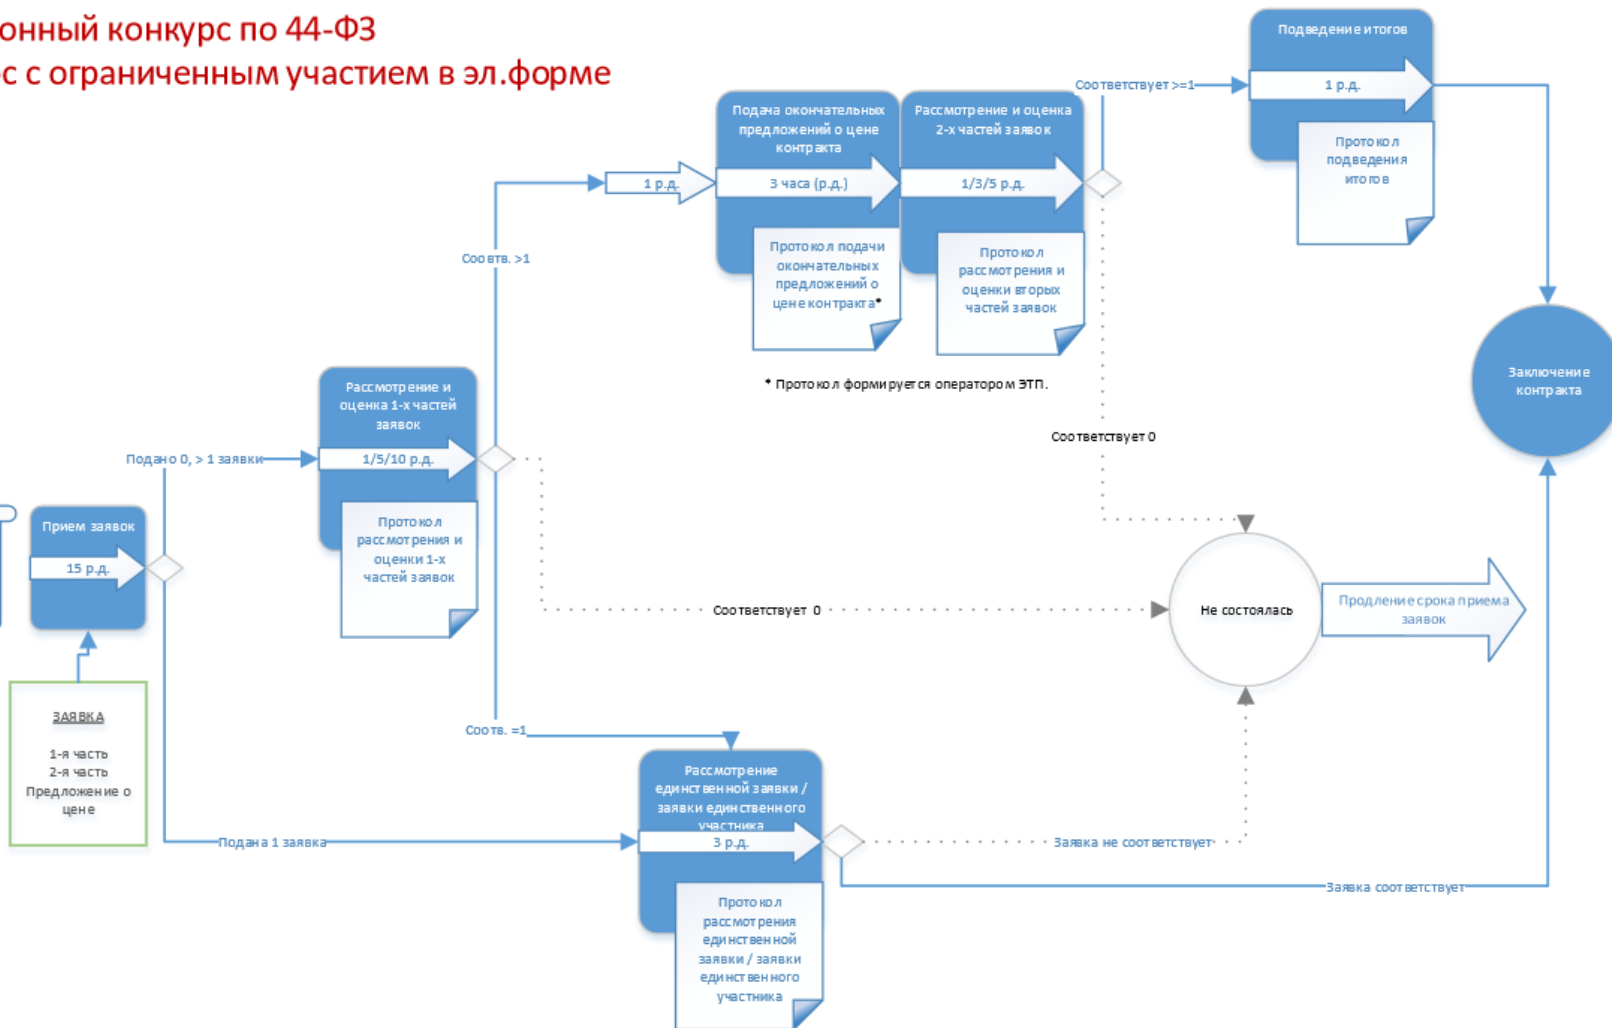 онный конкурс по 44-ФЗ
с с ограниченным участием в эл.форме
Подведение итогов
1 р.д.
Протокол
подведения
итогов
Соответствует >=1
Подача окончательных
предложений о цене
контракта
3 часа (р.д.)
Протокол подачи
окончательных
предложений о
цене контракта*
Рассмотрение и оценка
2-х частей заявок
1/3/5 р.д.
Протокол
рассмотрения и
оценки вторых
частей заявок
1 р.д.
* Протокол формируется оператором ЭТП.
Соовтв. >1
Заключение
контракта
Рассмотрение и
оценка 1-х частей
заявок
1/5/10 р.д.
Протокол
рассмотрения и
оценки 1-х
частей заявок
Подано 0, > 1 заявки
Соответствует 0
Прием заявок
15 р.д.
Соответствует 0
Не состоялась
Продление срока приема
заявок
ЗАЯВКА
1-я часть
2-я часть
Предложение о
цене
Соотв. =1
Рассмотрение
единственной заявки /
заявки единственного
участника
3 р.д.
Протокол
рассмотрения
единственной
заявки / заявки
единственного
участника
Подана 1 заявка
Заявка не соответствует
Заявка соответствует